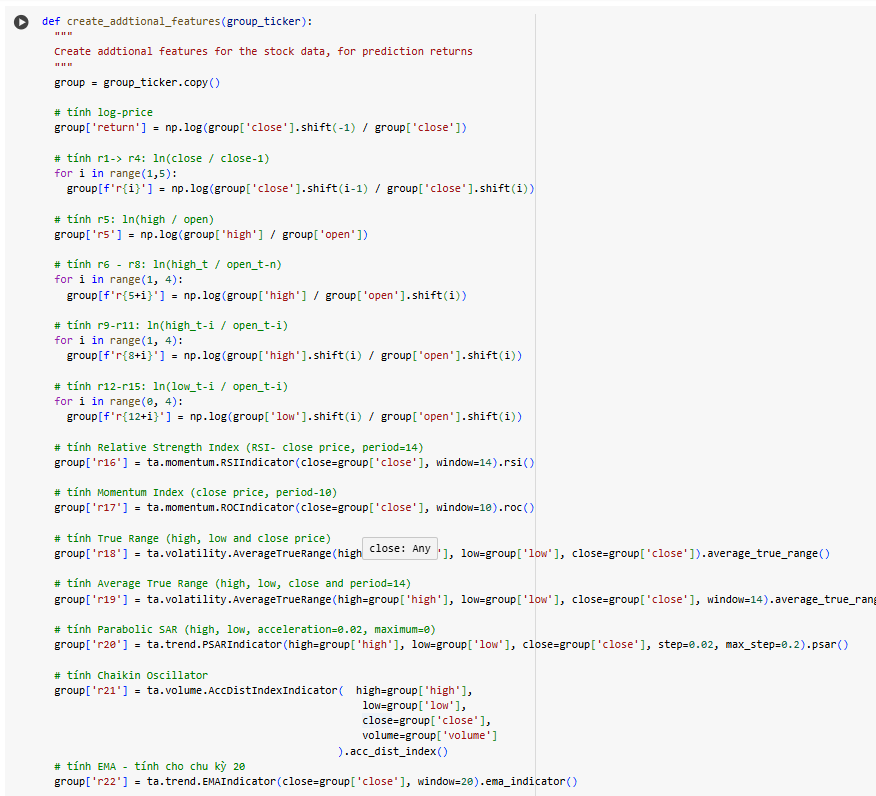 def create_addtional_features(group_ticker):
"""
Create addtional features for the stock data, for prediction returns
"""
group = group_ticker.copy()
# tính log-price
group['return'] = np.log(group['close'].shift(-1) / group['close'])
# tính r1-> r4: ln(close / close-1)
for i in range(1,5):
group[f'r{i}'] = np.log(group['close'].shift(i-1) / group['close'].shift(i))
# tính r5: ln(high / open)
group['r5'] = np.log(group['high'] / group['open'])
# tính r6 - r8: ln(high_t / open_t-n)
for i in range(1, 4):
group[f'r{5+i}'] = np.log(group['high'] / group['open'].shift(i))
# tính r9-r11: ln(high_t-i / open_t-i)
for i in range(1, 4):
group[f'r{8+i}'] = np.log(group['high'].shift(i) / group['open'].shift(i))
# tính r12-r15: ln(low_t-i / open_t-i)
for i in range(0, 4):
group[f'r{12+i}'] = np.log(group['low'].shift(i) / group['open'].shift(i))
# tính Relative Strength Index (RSI- close price, period=14)
group['r16'] = ta.momentum.RSIIndicator(close=group['close'], window=14).rsi()
# tính Momentum Index (close price, period-10)
group['r17'] = ta.momentum.ROCIndicator(close=group['close'], window=10).roc()
# tính True Range (high, low and close price)
group['r18'] = ta.volatility.AverageTrueRange(high close: Any '], low=group['low'], close=group['close']).average_true_range()
# tính Average True Range (high, low, close and period=14)
group['r19'] = ta.volatility.AverageTrueRange(high=group['high'], low=group['low'], close=group['close'], window=14).average_true_rang
# tính Parabolic SAR (high, low, acceleration=0.02, maximum=0)
group['r20'] = ta.trend.PSARIndicator(high=group['high'], low=group['low'], close=group['close'], step=0.02, max_step=0.2).psar()
# tính Chaikin Oscillator
group['r21'] = ta.volume.AccDistIndexIndicator( high=group['high'],
low=group['low'],
close=group['close'],
volume=group['volume']
).acc_dist_index()
# tính EMA - tính cho chu kỳ 20
group['r22'] = ta.trend.EMAIndicator(close=group['close'], window=20).ema_indicator()